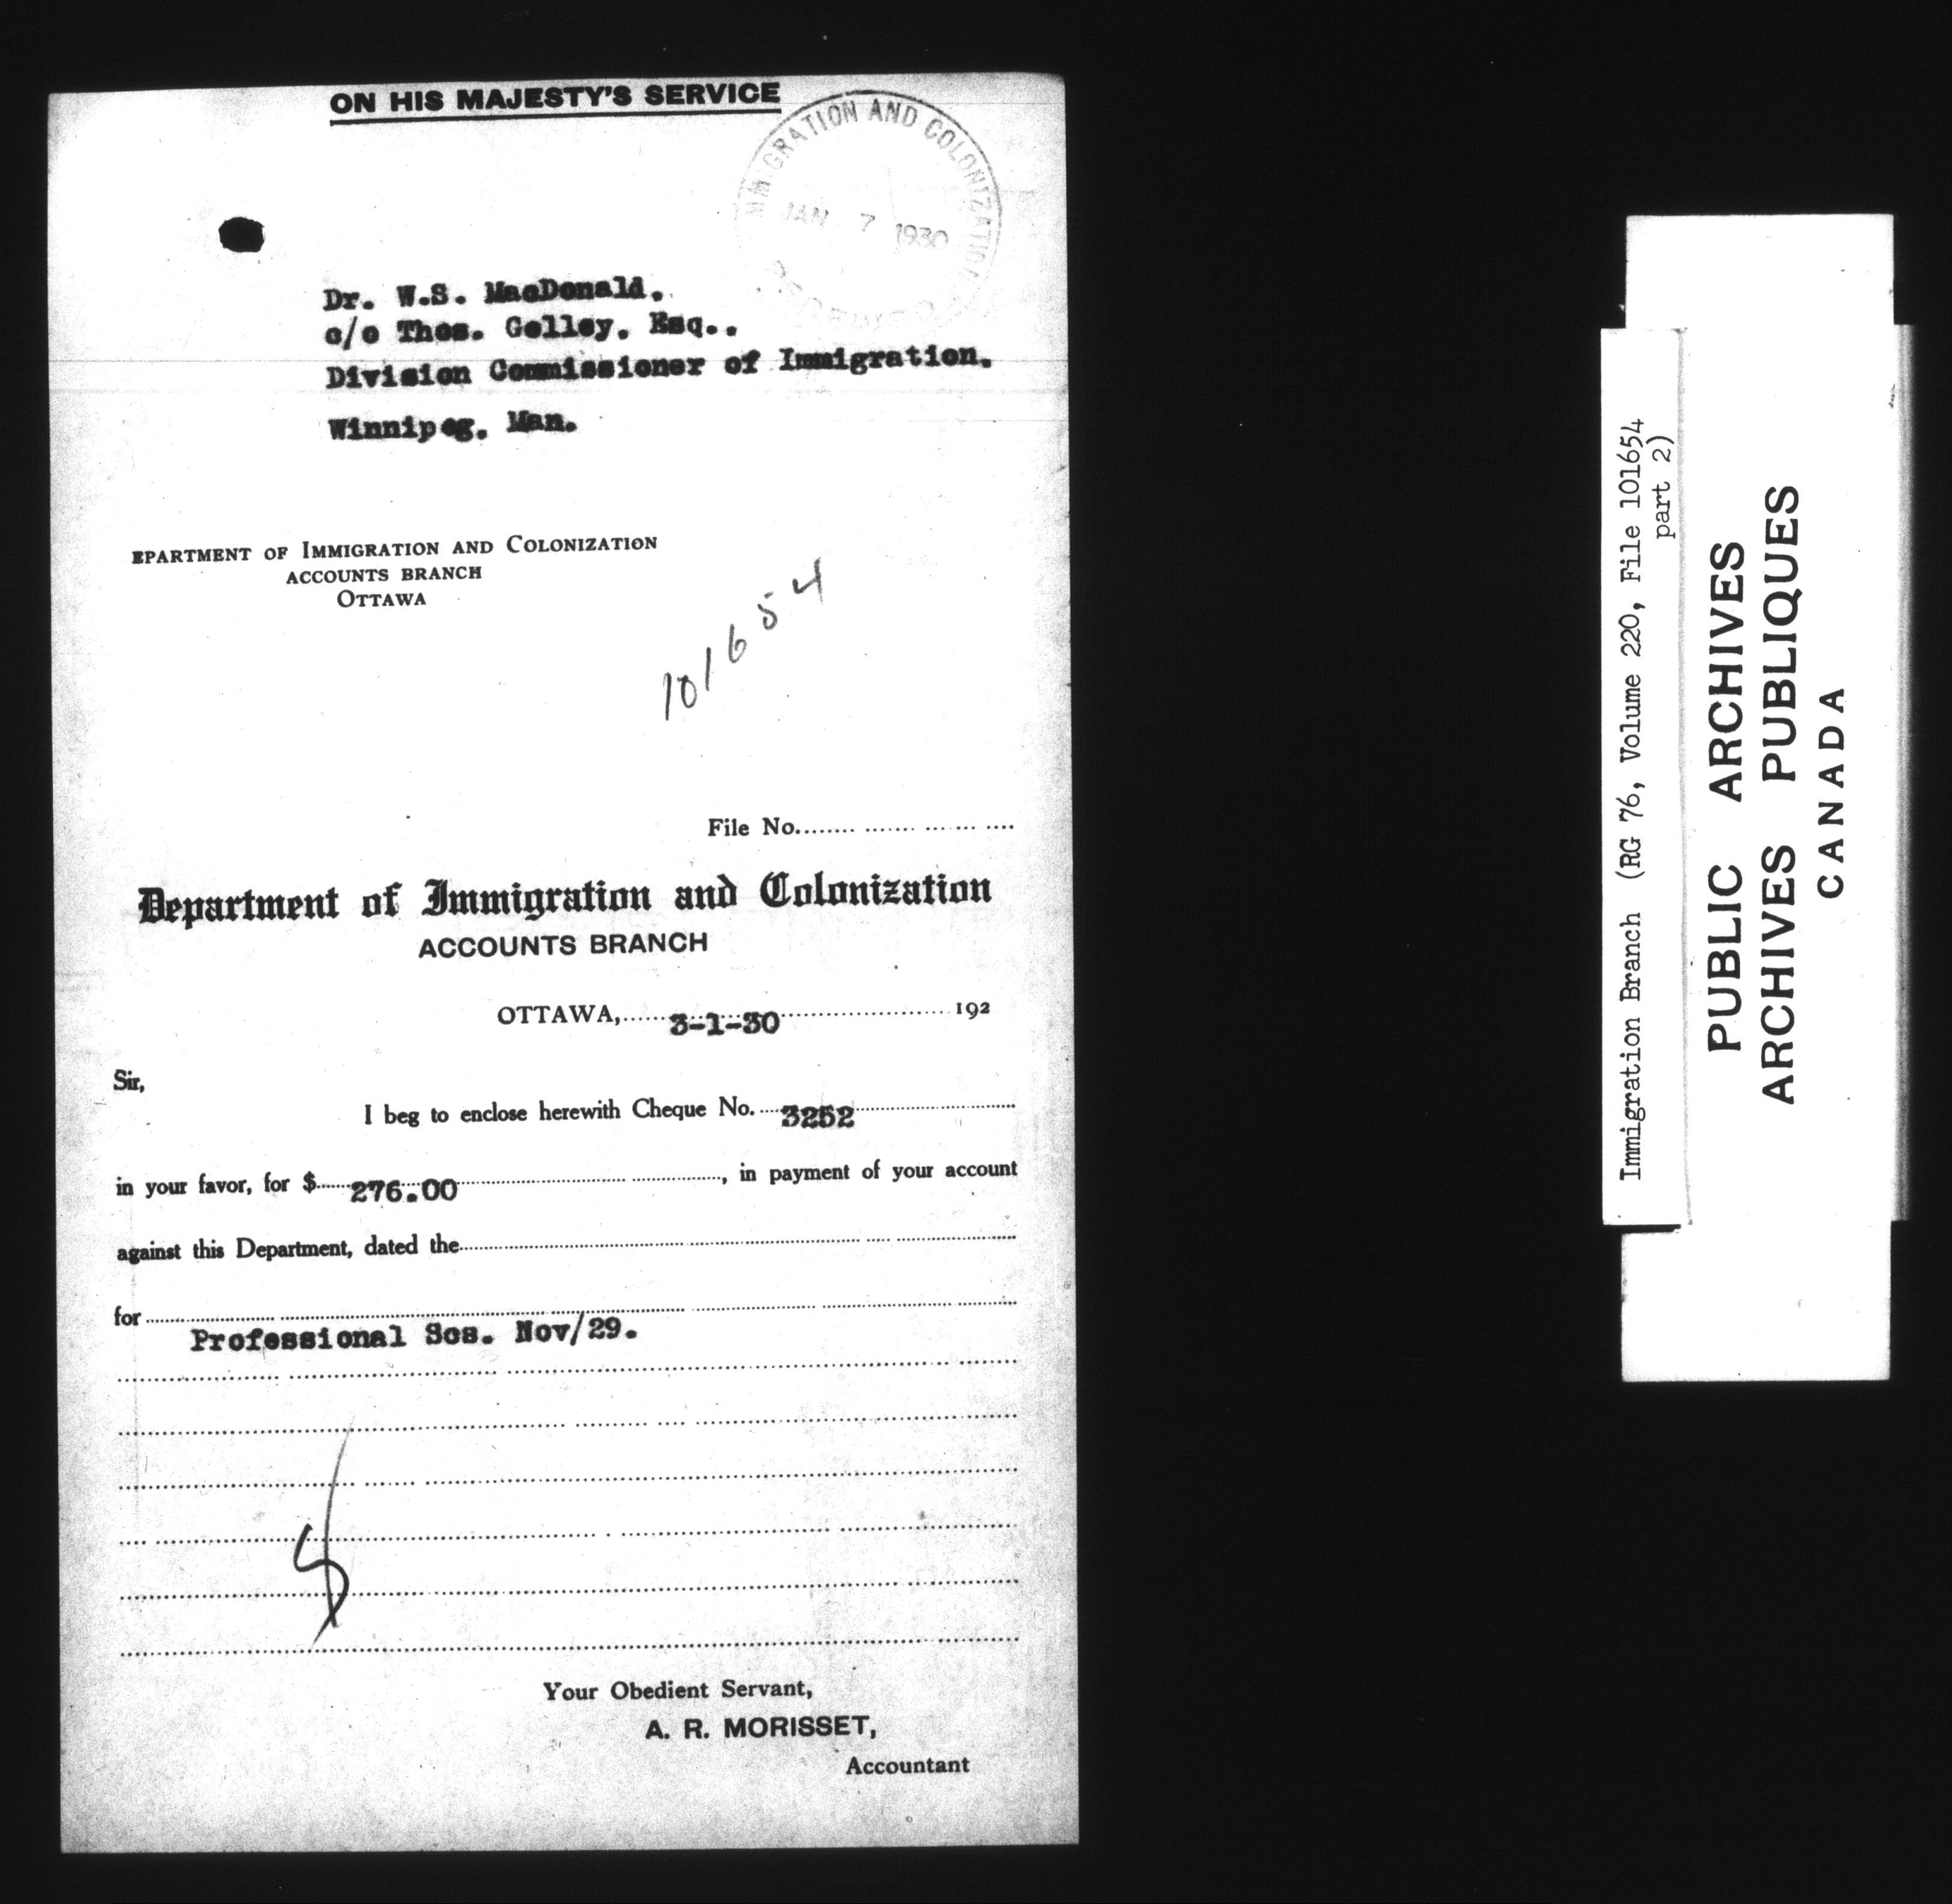 ON HIS MAJESTY'S SERVICE
IMMIGRATION AND COLONIZATION
JAN 7 1930
Dr. W.S. MacDonald,
c/o Thos. Gelley, Esq.,
Division Commissioner of Immigration,
Winnipeg, Man.
EPARTMENT OF IMMIGRATION AND COLONIZATION
ACCOUNTS BRANCH
OTTAWA
101654
File No.
Department of Immigration and Colonization
ACCOUNTS BRANCH
OTTAWA, 3-1-30 192
Sir,
I beg to enclose herewith Cheque No. 3252
in your favor, for $ 276.00, in payment of your account
against this Department, dated the
for
Professional Scs. Nov/29.
Your Obedient Servant,
A. R. MORISSET,
Accountant
Immigration Branch (RG 76, Volume 220, File 101654
part 2)
PUBLIC ARCHIVES
ARCHIVES PUBLIQUES
CANADA